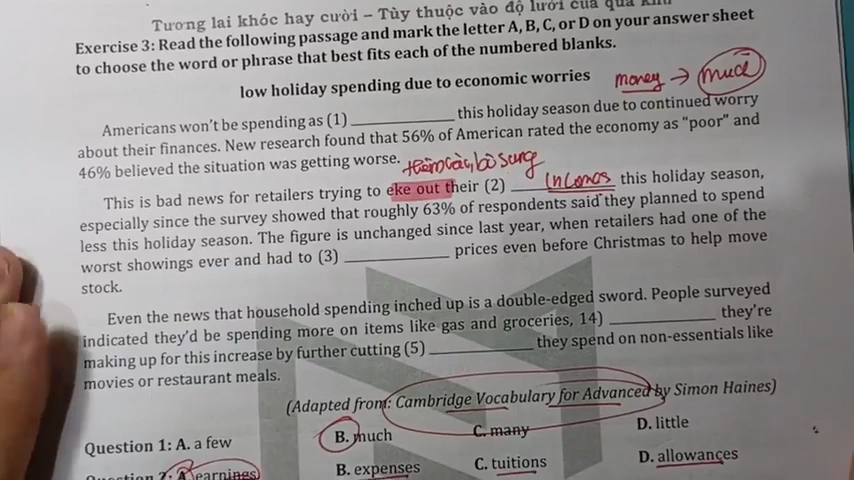 Tương lai khóc hay cười – Tùy thuộc vào độ lười của quá khứ
Exercise 3: Read the following passage and mark the letter A, B, C, or D on your answer sheet
to choose the word or phrase that best fits each of the numbered blanks.
low holiday spending due to economic worries
money → much
Americans won't be spending as (1) __________ this holiday season due to continued worry
about their finances. New research found that 56% of American rated the economy as "poor" and
46% believed the situation was getting worse.
bổ sung
This is bad news for retailers trying to eke out their (2) __________ this holiday season,
especially since the survey showed that roughly 63% of respondents said they planned to spend
less this holiday season. The figure is unchanged since last year, when retailers had one of the
worst showings ever and had to (3) __________ prices even before Christmas to help move
stock.
Even the news that household spending inched up is a double-edged sword. People surveyed
indicated they'd be spending more on items like gas and groceries, 14) __________ they're
making up for this increase by further cutting (5) __________ they spend on non-essentials like
movies or restaurant meals.
(Adapted from: Cambridge Vocabulary for Advanced by Simon Haines)
Question 1: A. a few B. much C. many D. little
Question 2: A. earnings B. expenses C. tuitions D. allowances